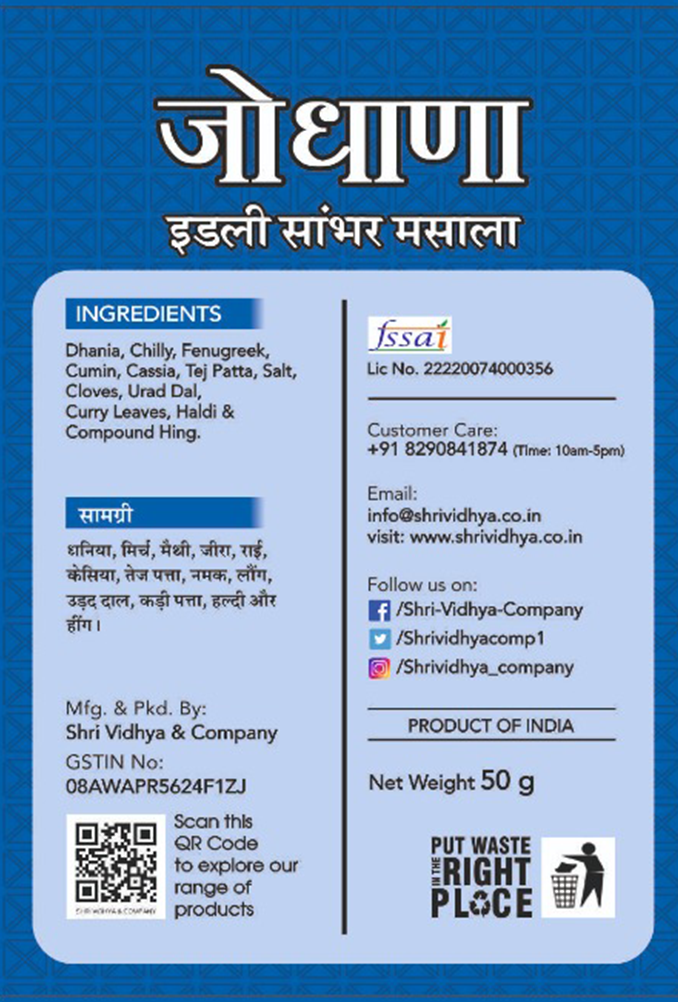 जोधाणा
इडली सांभर मसाला
INGREDIENTS
Dhania, Chilly, Fenugreek,
Cumin, Cassia, Tej Patta, Salt,
Cloves, Urad Dal,
Curry Leaves, Haldi &
Compound Hing.
सामग्री
धनिया, मिर्च, मैथी, जीरा, राई,
केसिया, तेज पत्ता, नमक, लौंग,
उड़द दाल, कड़ी पत्ता, हल्दी और
हींग।
Mfg. & Pkd. By:
Shri Vidhya & Company
GSTIN No:
08AWAPR5624F1ZJ
SHRI VIDHYA & COMPANY
Scan this
QR Code
to explore our
range of
products
fssai
Lic No. 22220074000356
Customer Care:
+91 8290841874 (Time: 10am-5pm)
Email:
info@shrividhya.co.in
visit: www.shrividhya.co.in
Follow us on:
/Shri-Vidhya-Company
/Shrividhyacomp1
/Shrividhya_company
PRODUCT OF INDIA
Net Weight 50 g
PUT WASTE
IN THE RIGHT
PLACE